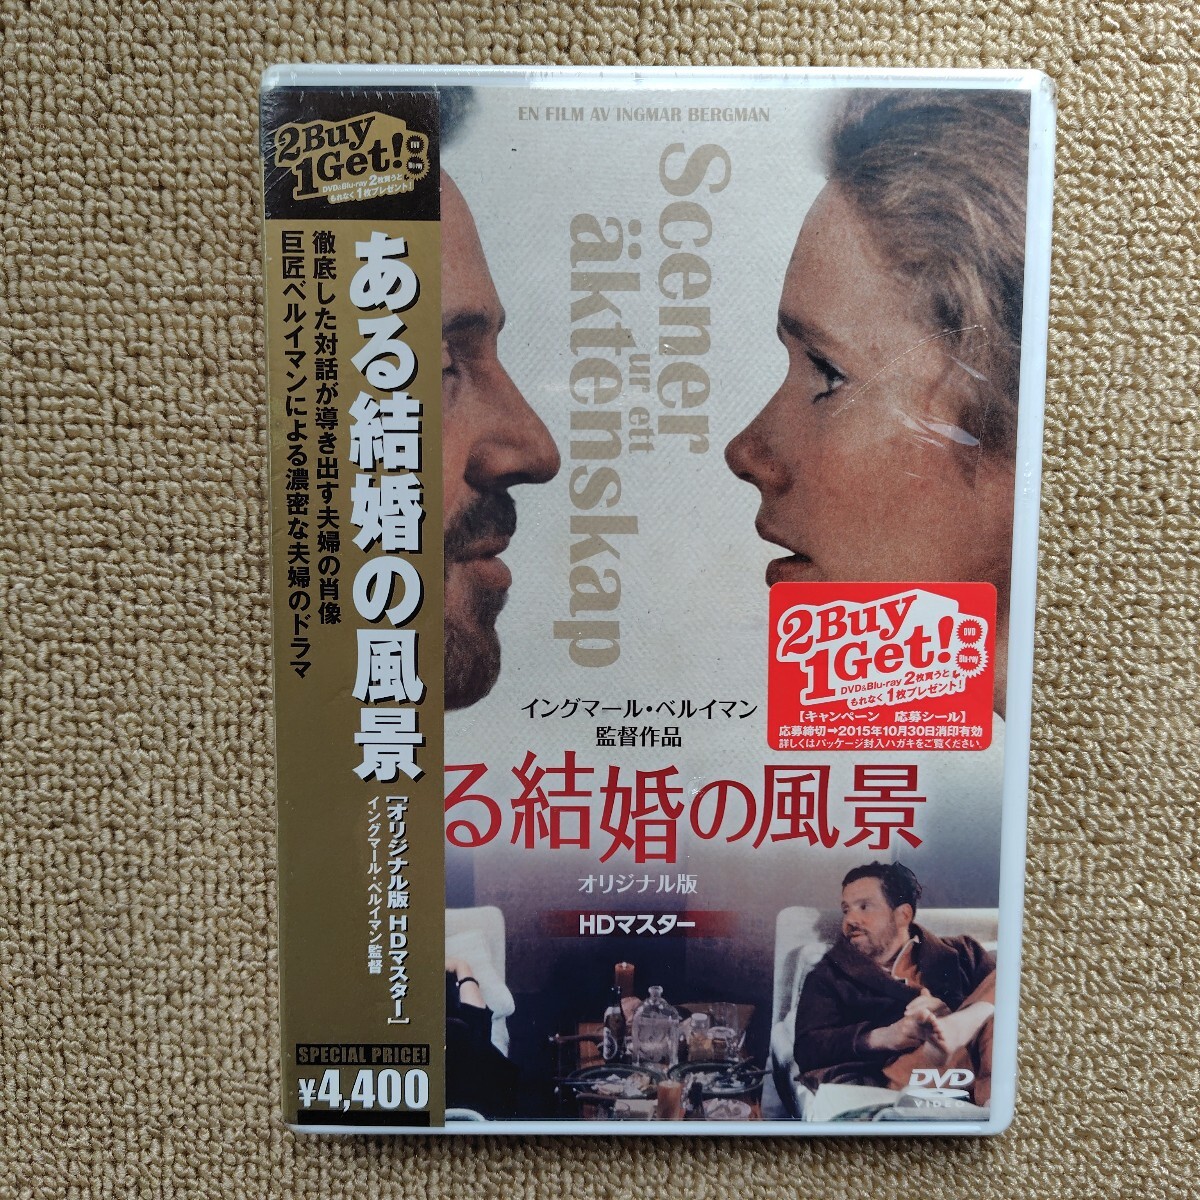 2Buy
1Get!
DVD
Blu-ray
DVD&Blu-ray 2枚買うと
もれなく1枚プレゼント!
ある結婚の風景
徹底した対話が導き出す夫婦の肖像
巨匠ベルイマンによる濃密な夫婦のドラマ
[オリジナル版 HDマスター]
イングマール・ベルイマン監督
SPECIAL PRICE!
¥4,400
EN FILM AV INGMAR BERGMAN
Scener
ur ett
äktenskap
イングマール・ベルイマン
監督作品
る結婚の風景
オリジナル版
HDマスター
2Buy
1Get!
DVD
Blu-ray
DVD&Blu-ray 2枚買うと
もれなく1枚プレゼント!
【キャンペーン 応募シール】
応募締切→2015年10月30日消印有効
詳しくはパッケージ封入ハガキをご覧ください。
DVD
VIDEO